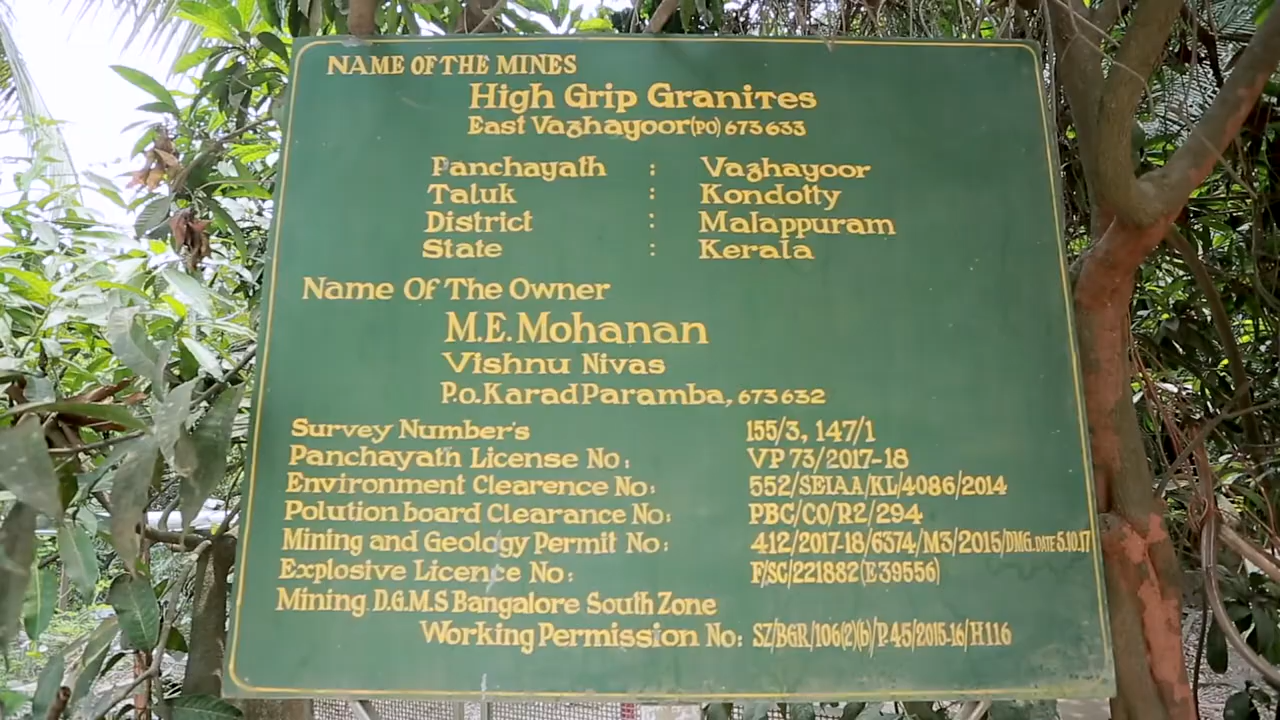 NAME OF THE MINES
High Grip Granites
East Vazhayoor(PO) 673633
Panchayath : Vazhayoor
Taluk : Kondotty
District : Malappuram
State : Kerala
Name Of The Owner
M.E.Mohanan
Vishnu Nivas
P.o.KaradParamba, 673632
Survey Number's 155/3, 147/1
Panchayath License No: VP 73/2017-18
Environment Clearence No: 552/SEIAA/KL/4086/2014
Polution board Clearance No: PBC/CO/R2/294
Mining and Geology Permit No: 412/2017-18/6374/M3/2015/DMG.DATE 5.10.17
Explosive Licence No: F/SC/221882(E39556)
Mining D.G.M.S Bangalore South Zone
Working Permission No: SZ/BGR/106(2)(b)/P.45/2015-16/H116